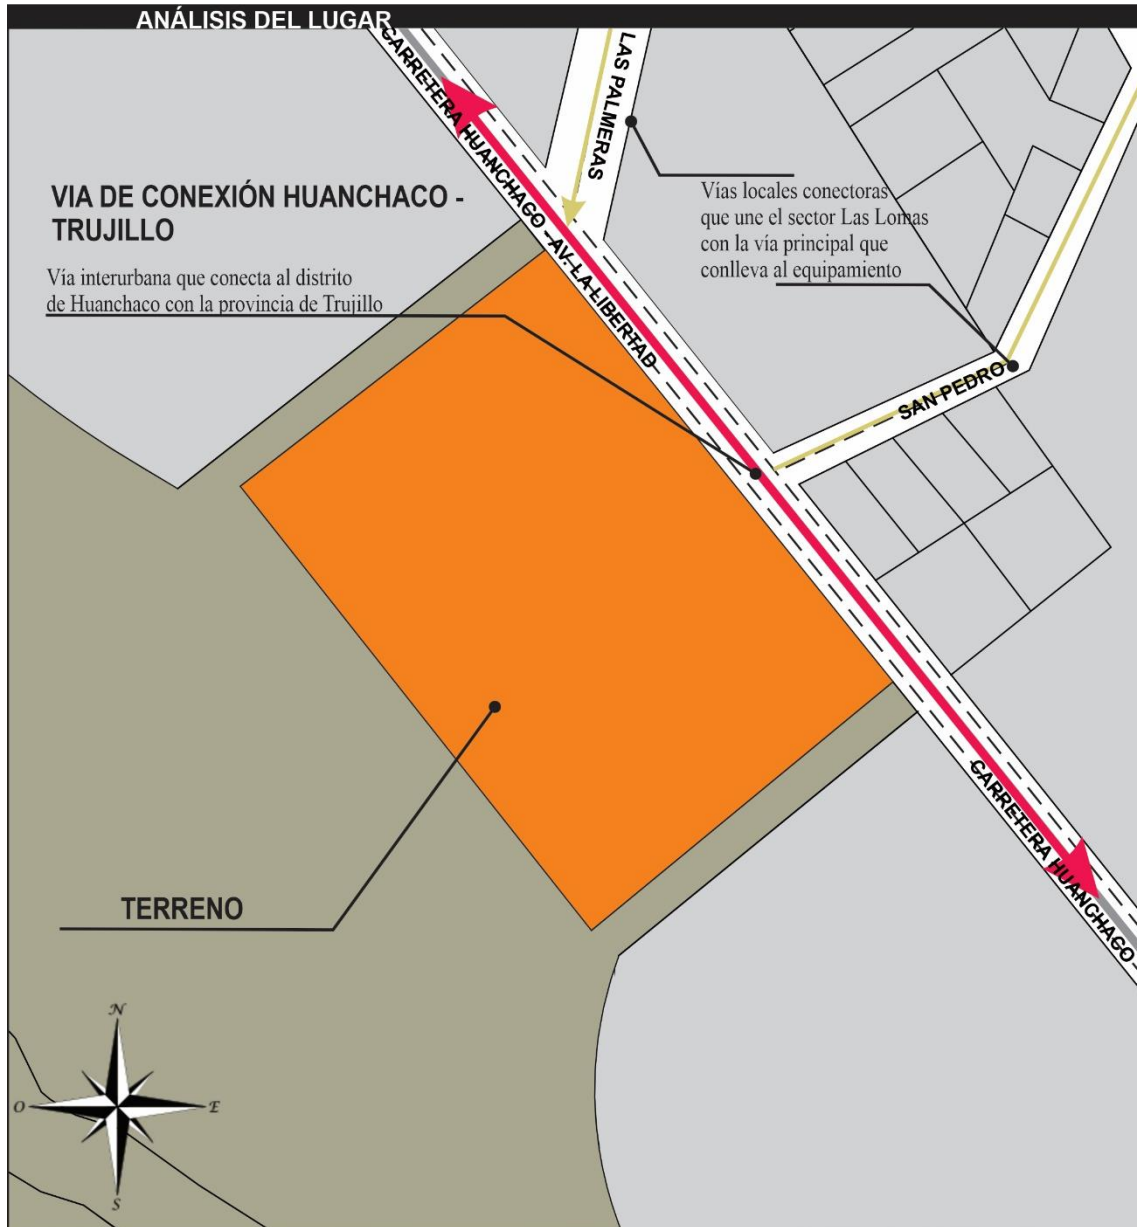 ANÁLISIS DEL LUGAR
CARRETERA HUANCHACO - AV. LA LIBERTAD
LAS PALMERAS
VIA DE CONEXIÓN HUANCHACO -
TRUJILLO
Vía interurbana que conecta al distrito
de Huanchaco con la provincia de Trujillo
Vías locales conectoras
que une el sector Las Lomas
con la vía principal que
conlleva al equipamiento
SAN PEDRO
CARRETERA HUANCHACO -
TERRENO
N
O
E
S